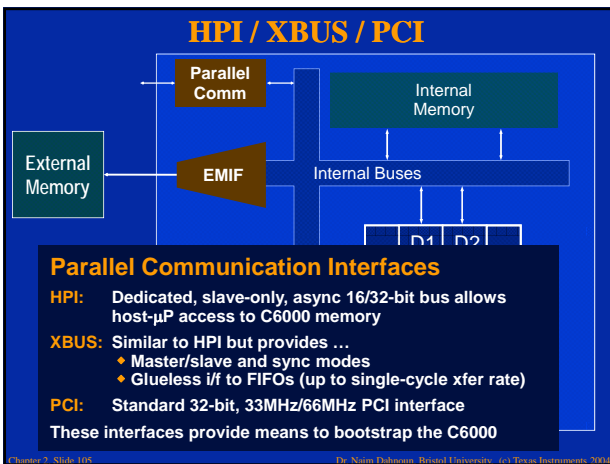 HPI / XBUS / PCI
Parallel
Comm
Internal
Memory
External
Memory
EMIF
Internal Buses
D1 D2
Parallel Communication Interfaces
HPI: Dedicated, slave-only, async 16/32-bit bus allows
host-µP access to C6000 memory
XBUS: Similar to HPI but provides …
◆ Master/slave and sync modes
◆ Glueless i/f to FIFOs (up to single-cycle xfer rate)
PCI: Standard 32-bit, 33MHz/66MHz PCI interface
These interfaces provide means to bootstrap the C6000
Chapter 2, Slide 105
Dr. Naim Dahnoun, Bristol University, (c) Texas Instruments 2004